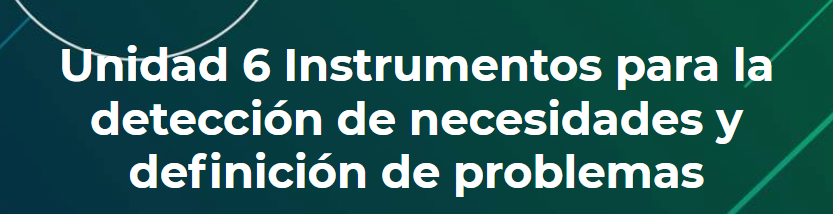 Unidad 6 Instrumentos para la
detección de necesidades y
definición de problemas